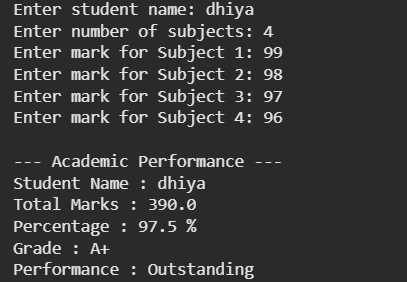 Enter student name: dhiya
Enter number of subjects: 4
Enter mark for Subject 1: 99
Enter mark for Subject 2: 98
Enter mark for Subject 3: 97
Enter mark for Subject 4: 96
--- Academic Performance ---
Student Name : dhiya
Total Marks : 390.0
Percentage : 97.5 %
Grade : A+
Performance : Outstanding